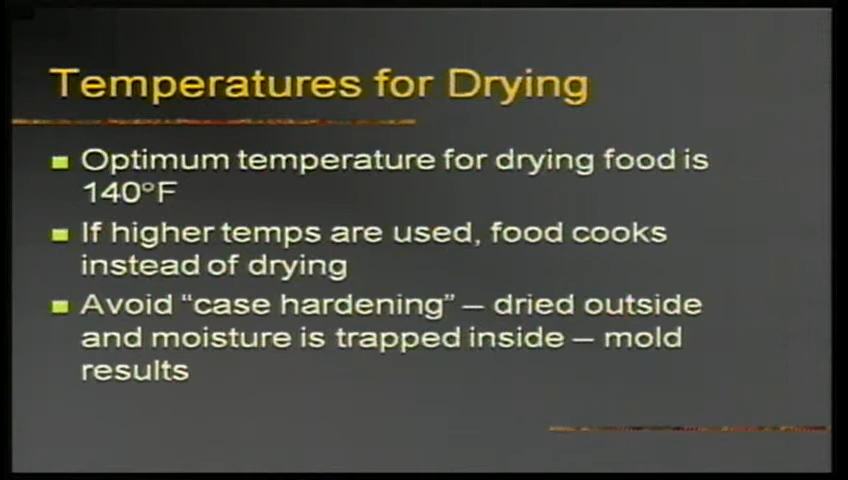 Temperatures for Drying
Optimum temperature for drying food is
140°F
If higher temps are used, food cooks
instead of drying
Avoid “case hardening” – dried outside
and moisture is trapped inside – mold
results